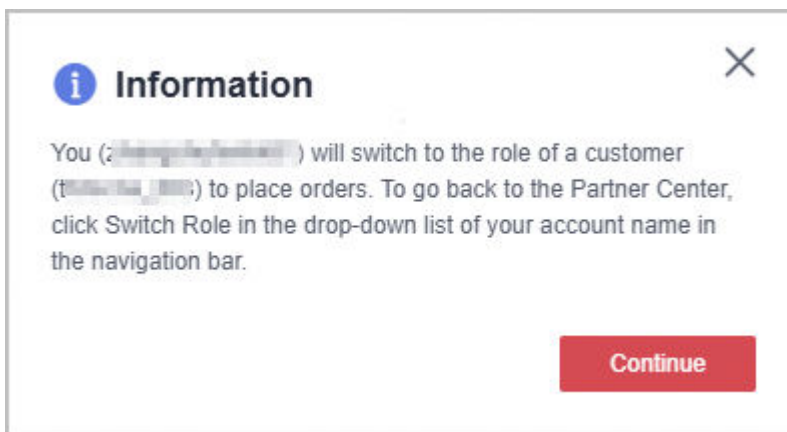 Information
You ( ) will switch to the role of a customer
( ) to place orders. To go back to the Partner Center,
click Switch Role in the drop-down list of your account name in
the navigation bar.
Continue